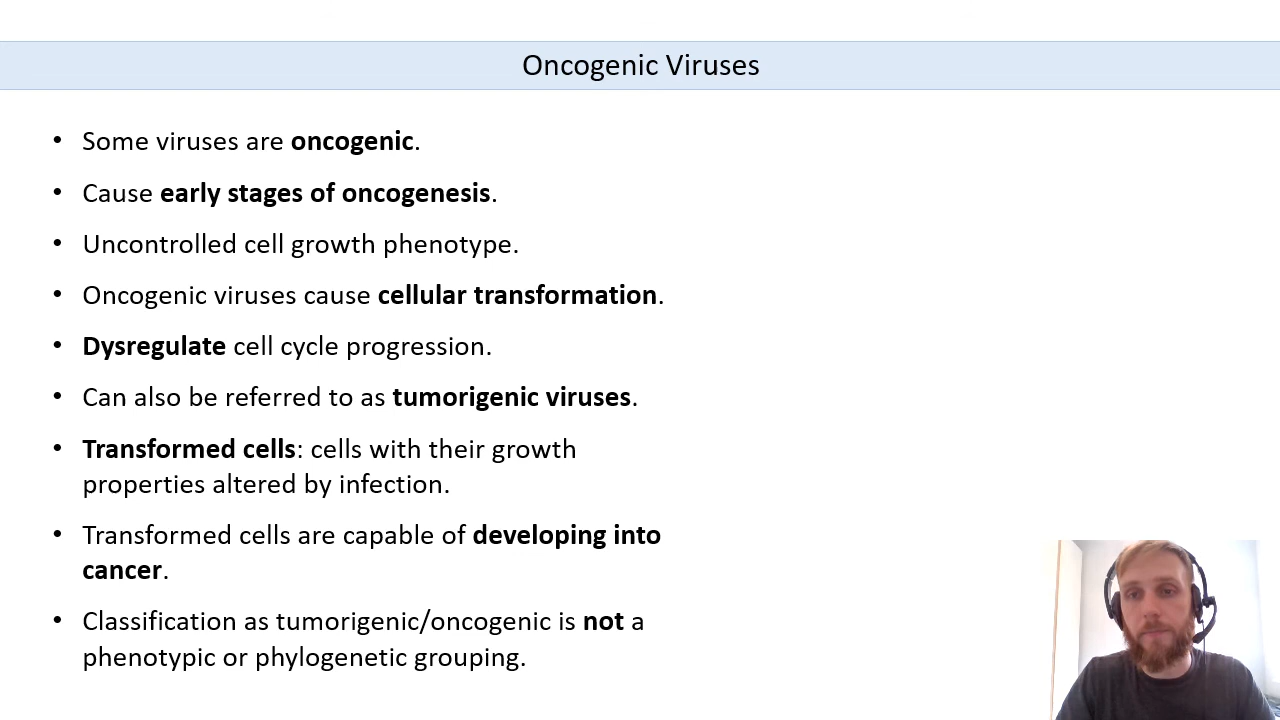 Oncogenic Viruses
• Some viruses are oncogenic.
• Cause early stages of oncogenesis.
• Uncontrolled cell growth phenotype.
• Oncogenic viruses cause cellular transformation.
• Dysregulate cell cycle progression.
• Can also be referred to as tumorigenic viruses.
• Transformed cells: cells with their growth
properties altered by infection.
• Transformed cells are capable of developing into
cancer.
• Classification as tumorigenic/oncogenic is not a
phenotypic or phylogenetic grouping.